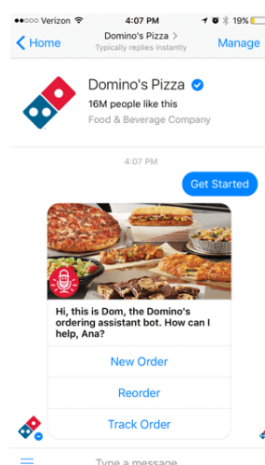 Verizon 4:07 PM 19%
Home Domino's Pizza > Manage
Typically replies instantly
Domino's Pizza
16M people like this
Food & Beverage Company
4:07 PM
Get Started
Hi, this is Dom, the Domino's
ordering assistant bot. How can I
help, Ana?
New Order
Reorder
Track Order
Type a message